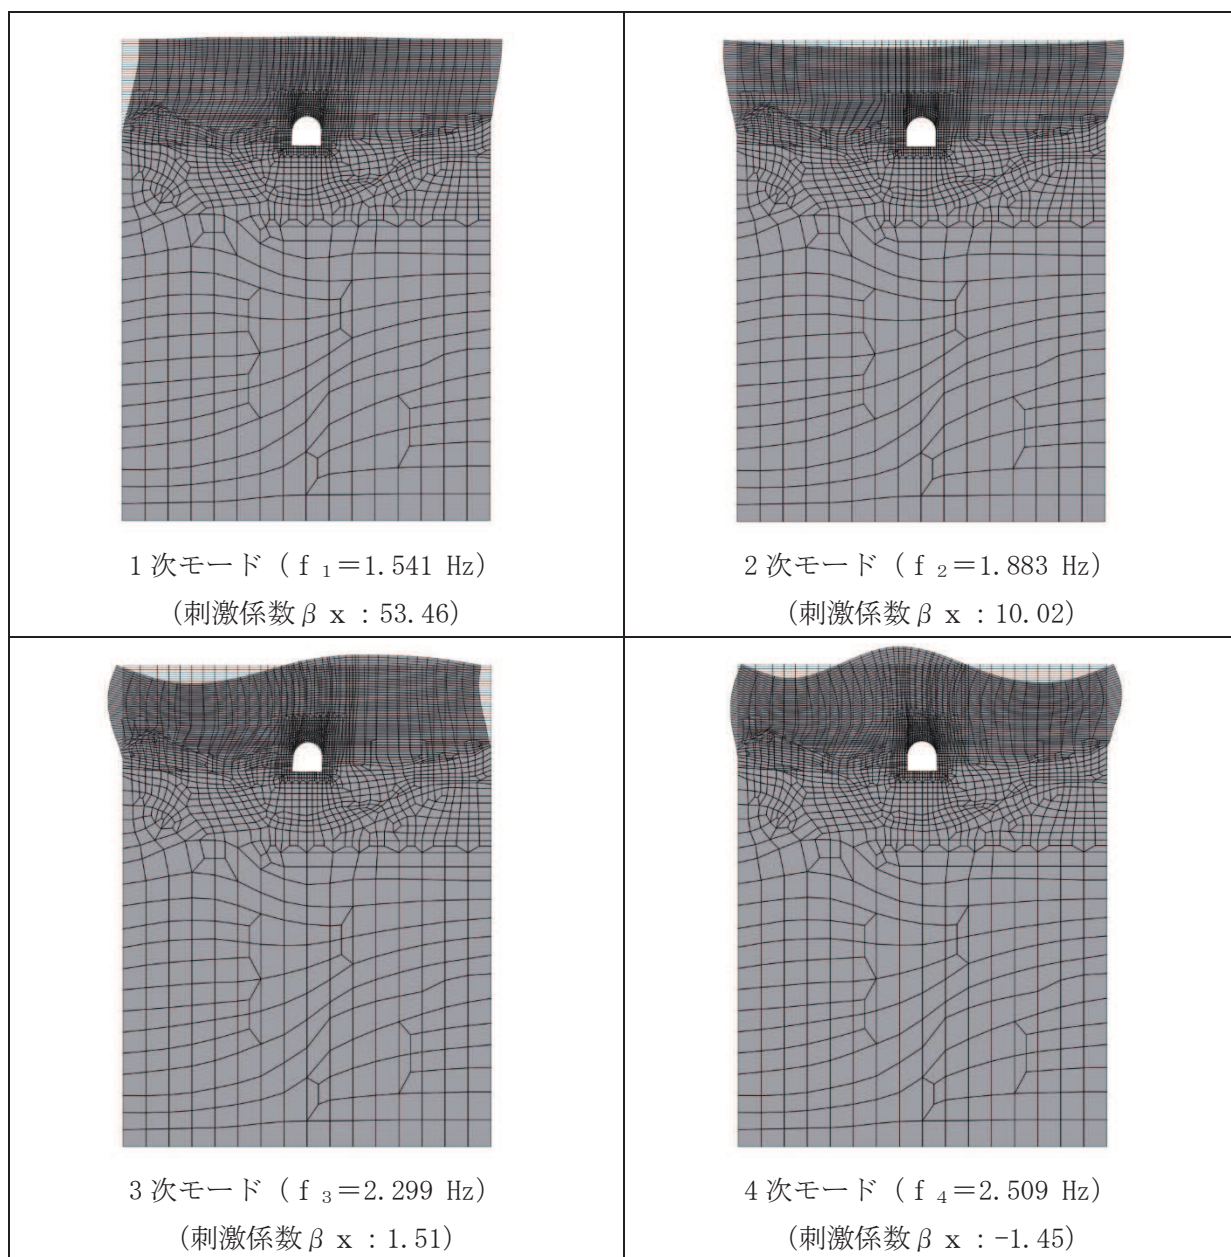 1次モード(f₁=1.541 Hz)
(刺激係数βx:53.46)
2次モード(f₂=1.883 Hz)
(刺激係数βx:10.02)
3次モード(f₃=2.299 Hz)
(刺激係数βx:1.51)
4次モード(f₄=2.509 Hz)
(刺激係数βx:-1.45)